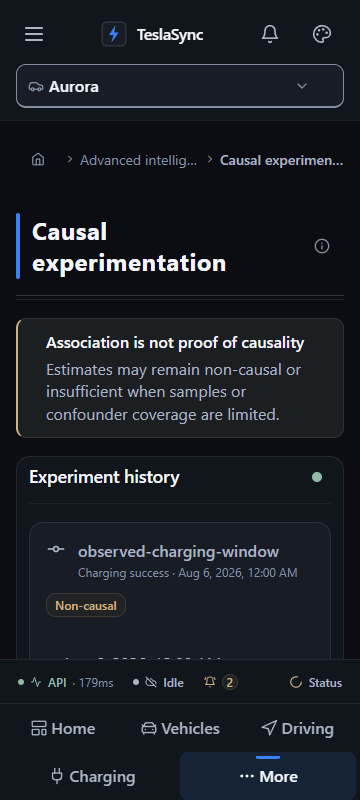 TeslaSync
Aurora
Advanced intellig... Causal experimen...
Causal
experimentation
Association is not proof of causality
Estimates may remain non-causal or
insufficient when samples or
confounder coverage are limited.
Experiment history
observed-charging-window
Charging success · Aug 6, 2026, 12:00 AM
Non-causal
API · 179ms Idle 2 Status
Home Vehicles Driving
Charging More